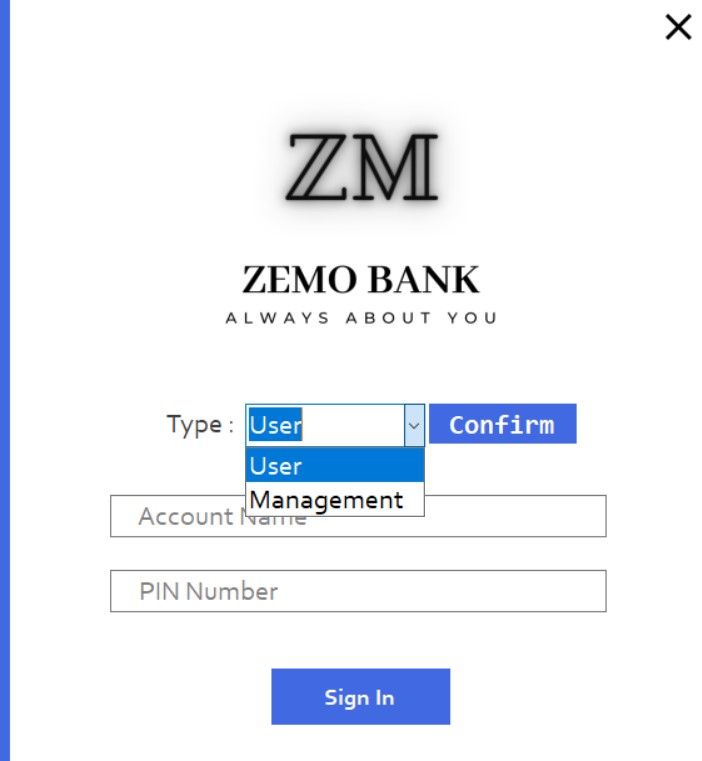 ZM
ZEMO BANK
ALWAYS ABOUT YOU
Type : User Confirm
User
Management
Account Name
PIN Number
Sign In